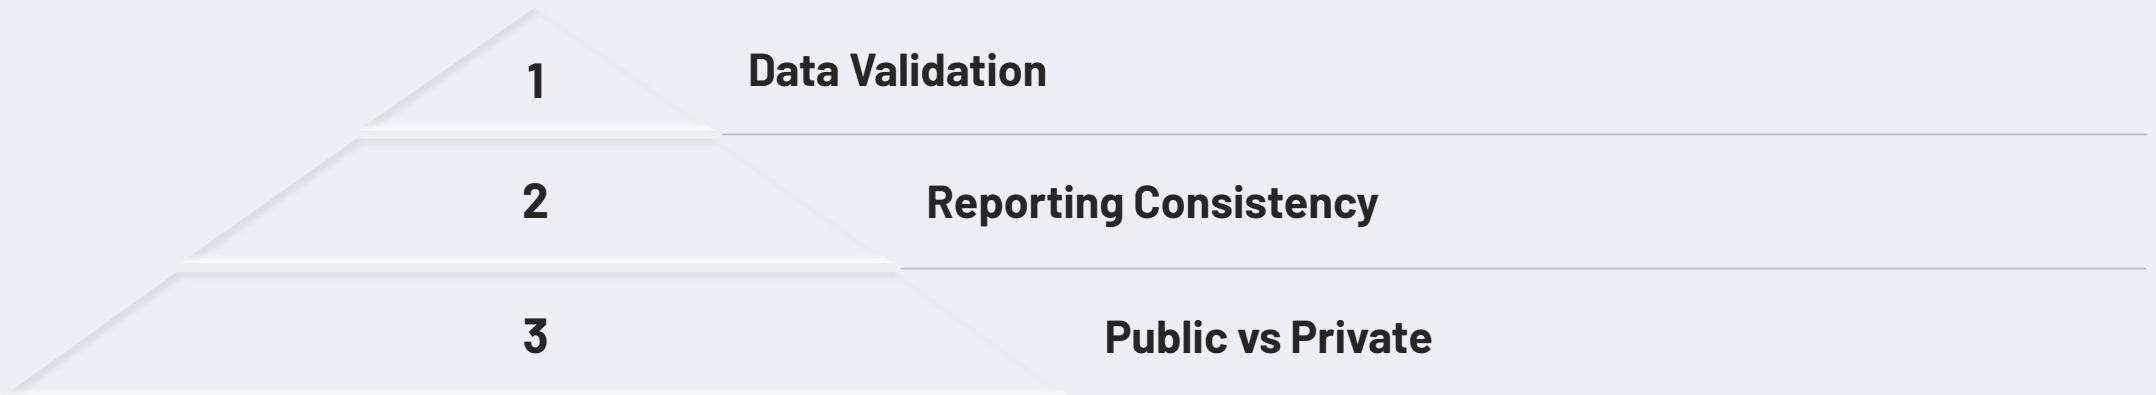 1
Data Validation
2
Reporting Consistency
3
Public vs Private